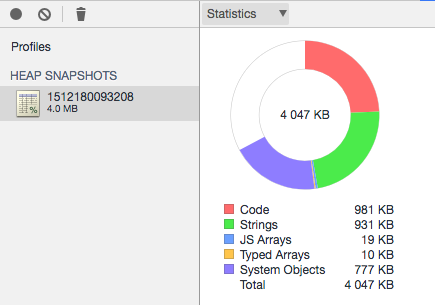 Statistics ▼
Profiles
HEAP SNAPSHOTS
1512180093208
4.0 MB
%
4 047 KB
Code 981 KB
Strings 931 KB
JS Arrays 19 KB
Typed Arrays 10 KB
System Objects 777 KB
Total 4 047 KB